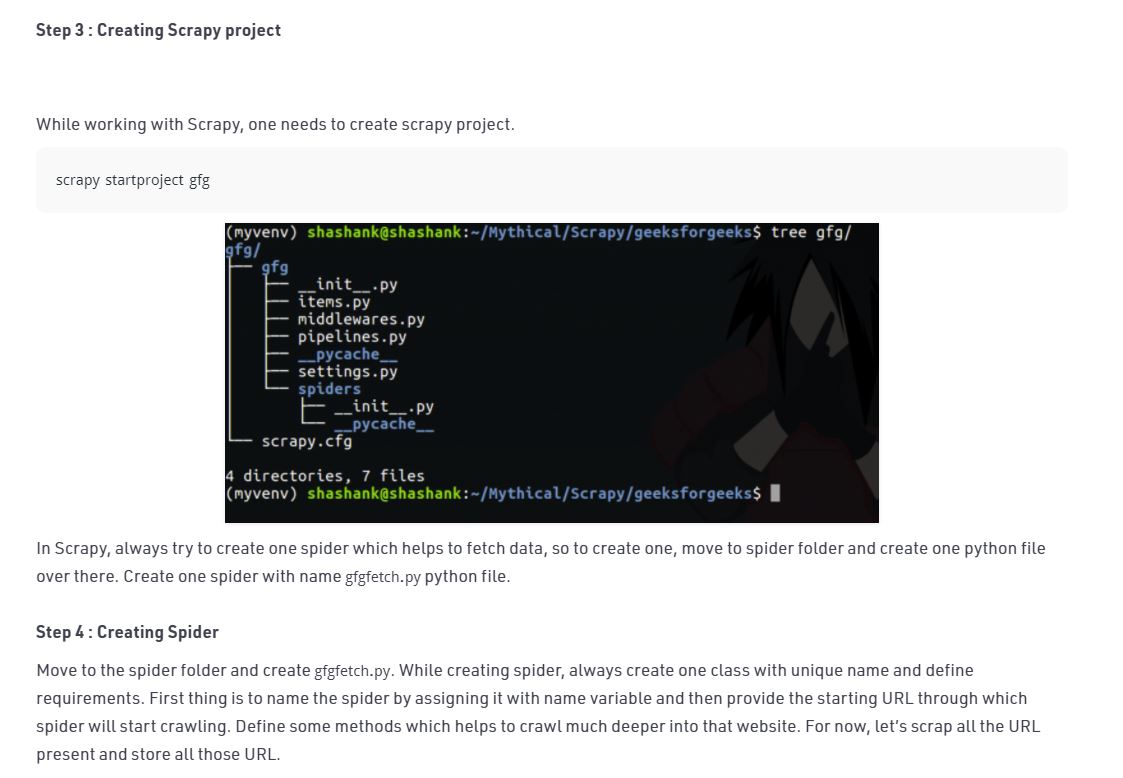 Step 3 : Creating Scrapy project
While working with Scrapy, one needs to create scrapy project.
scrapy startproject gfg
(myvenv) shashank@shashank:~/Mythical/Scrapy/geeksforgeeks$ tree gfg/
gfg/
├── gfg
│   ├── __init__.py
│   ├── items.py
│   ├── middlewares.py
│   ├── pipelines.py
│   ├── __pycache__
│   ├── settings.py
│   └── spiders
│       ├── __init__.py
│       └── __pycache__
└── scrapy.cfg
4 directories, 7 files
(myvenv) shashank@shashank:~/Mythical/Scrapy/geeksforgeeks$
In Scrapy, always try to create one spider which helps to fetch data, so to create one, move to spider folder and create one python file
over there. Create one spider with name gfgfetch.py python file.
Step 4 : Creating Spider
Move to the spider folder and create gfgfetch.py. While creating spider, always create one class with unique name and define
requirements. First thing is to name the spider by assigning it with name variable and then provide the starting URL through which
spider will start crawling. Define some methods which helps to crawl much deeper into that website. For now, let's scrap all the URL
present and store all those URL.